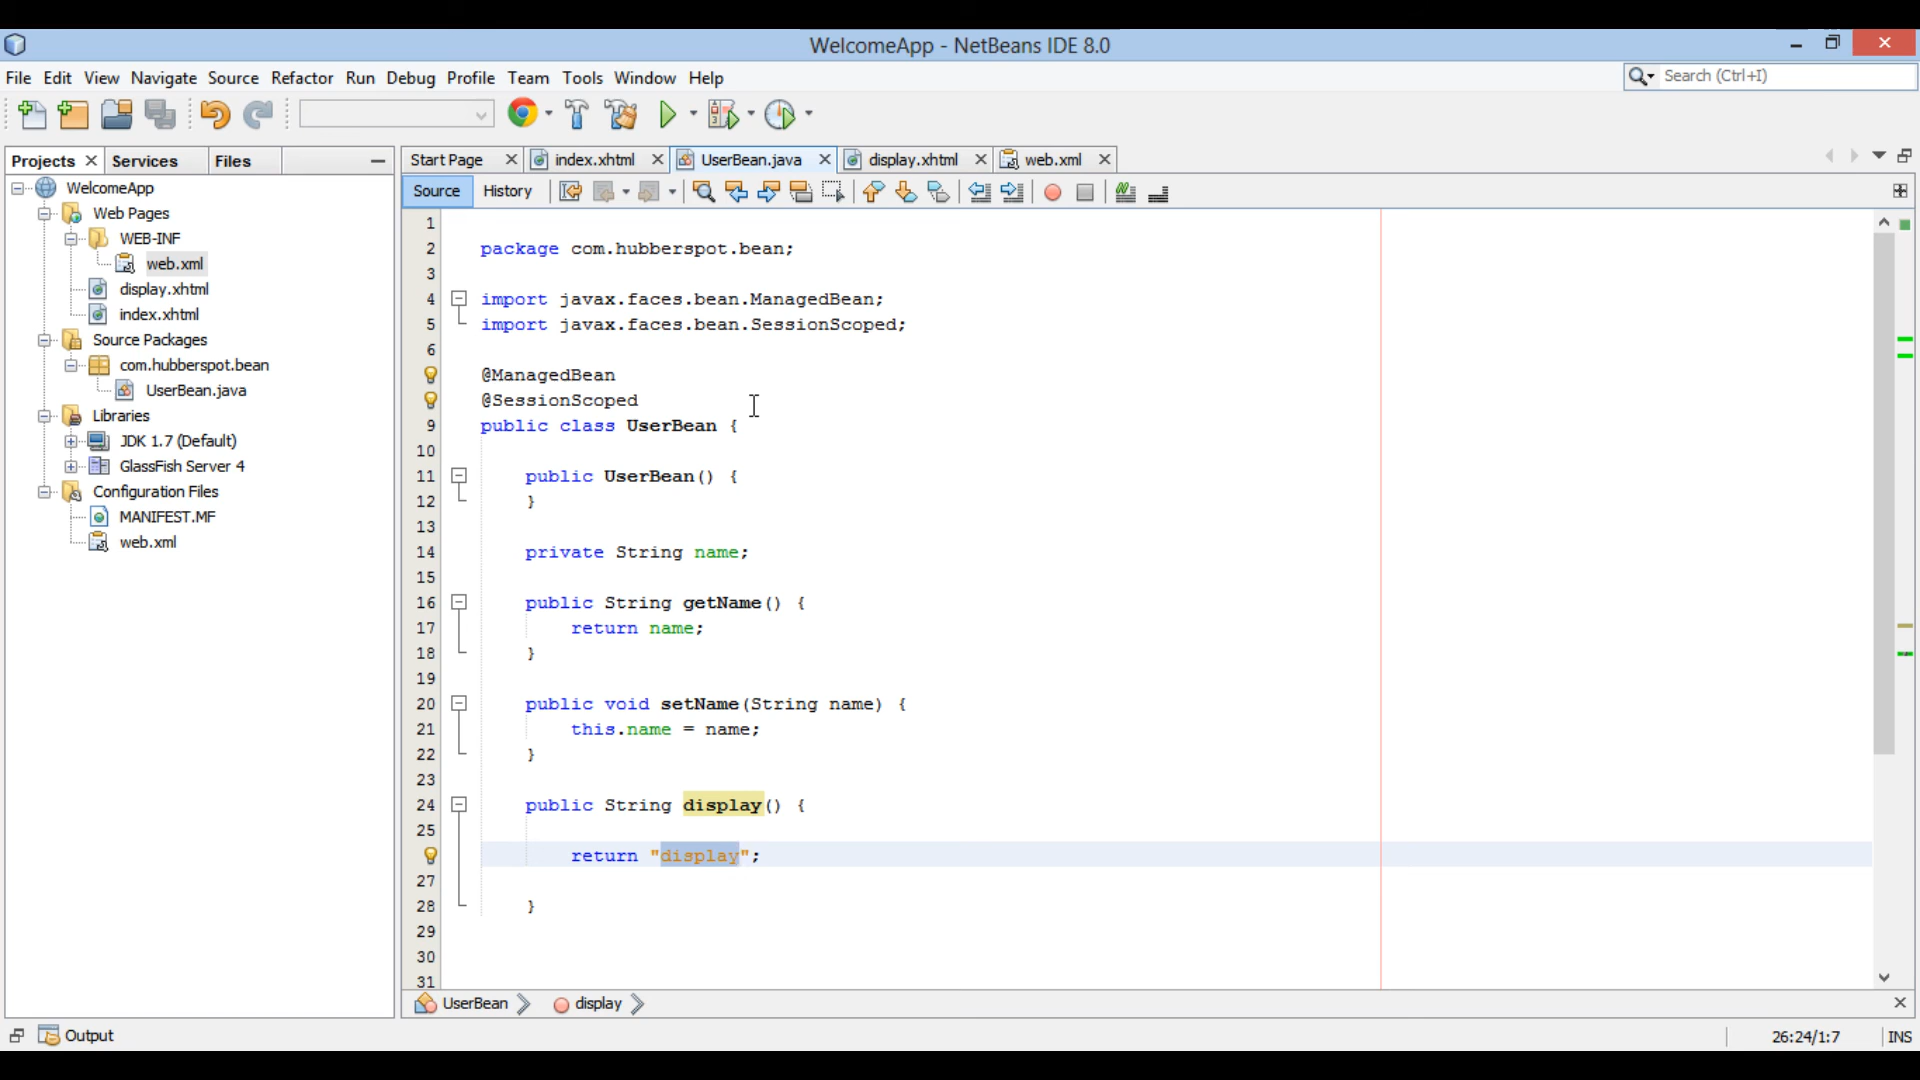 WelcomeApp - NetBeans IDE 8.0
File Edit View Navigate Source Refactor Run Debug Profile Team Tools Window Help
Search (Ctrl+I)
Projects Services Files
WelcomeApp
Web Pages
WEB-INF
web.xml
display.xhtml
index.xhtml
Source Packages
com.hubberspot.bean
UserBean.java
Libraries
JDK 1.7 (Default)
GlassFish Server 4
Configuration Files
MANIFEST.MF
web.xml
Start Page index.xhtml UserBean.java display.xhtml web.xml
Source History
1
2 package com.hubberspot.bean;
3
4 import javax.faces.bean.ManagedBean;
5 import javax.faces.bean.SessionScoped;
6
@ManagedBean
@SessionScoped
9 public class UserBean {
10
11 public UserBean() {
12 }
13
14 private String name;
15
16 public String getName() {
17 return name;
18 }
19
20 public void setName(String name) {
21 this.name = name;
22 }
23
24 public String display() {
25
return "display";
27
28 }
29
30
31
UserBean display
Output
26:24/1:7 INS